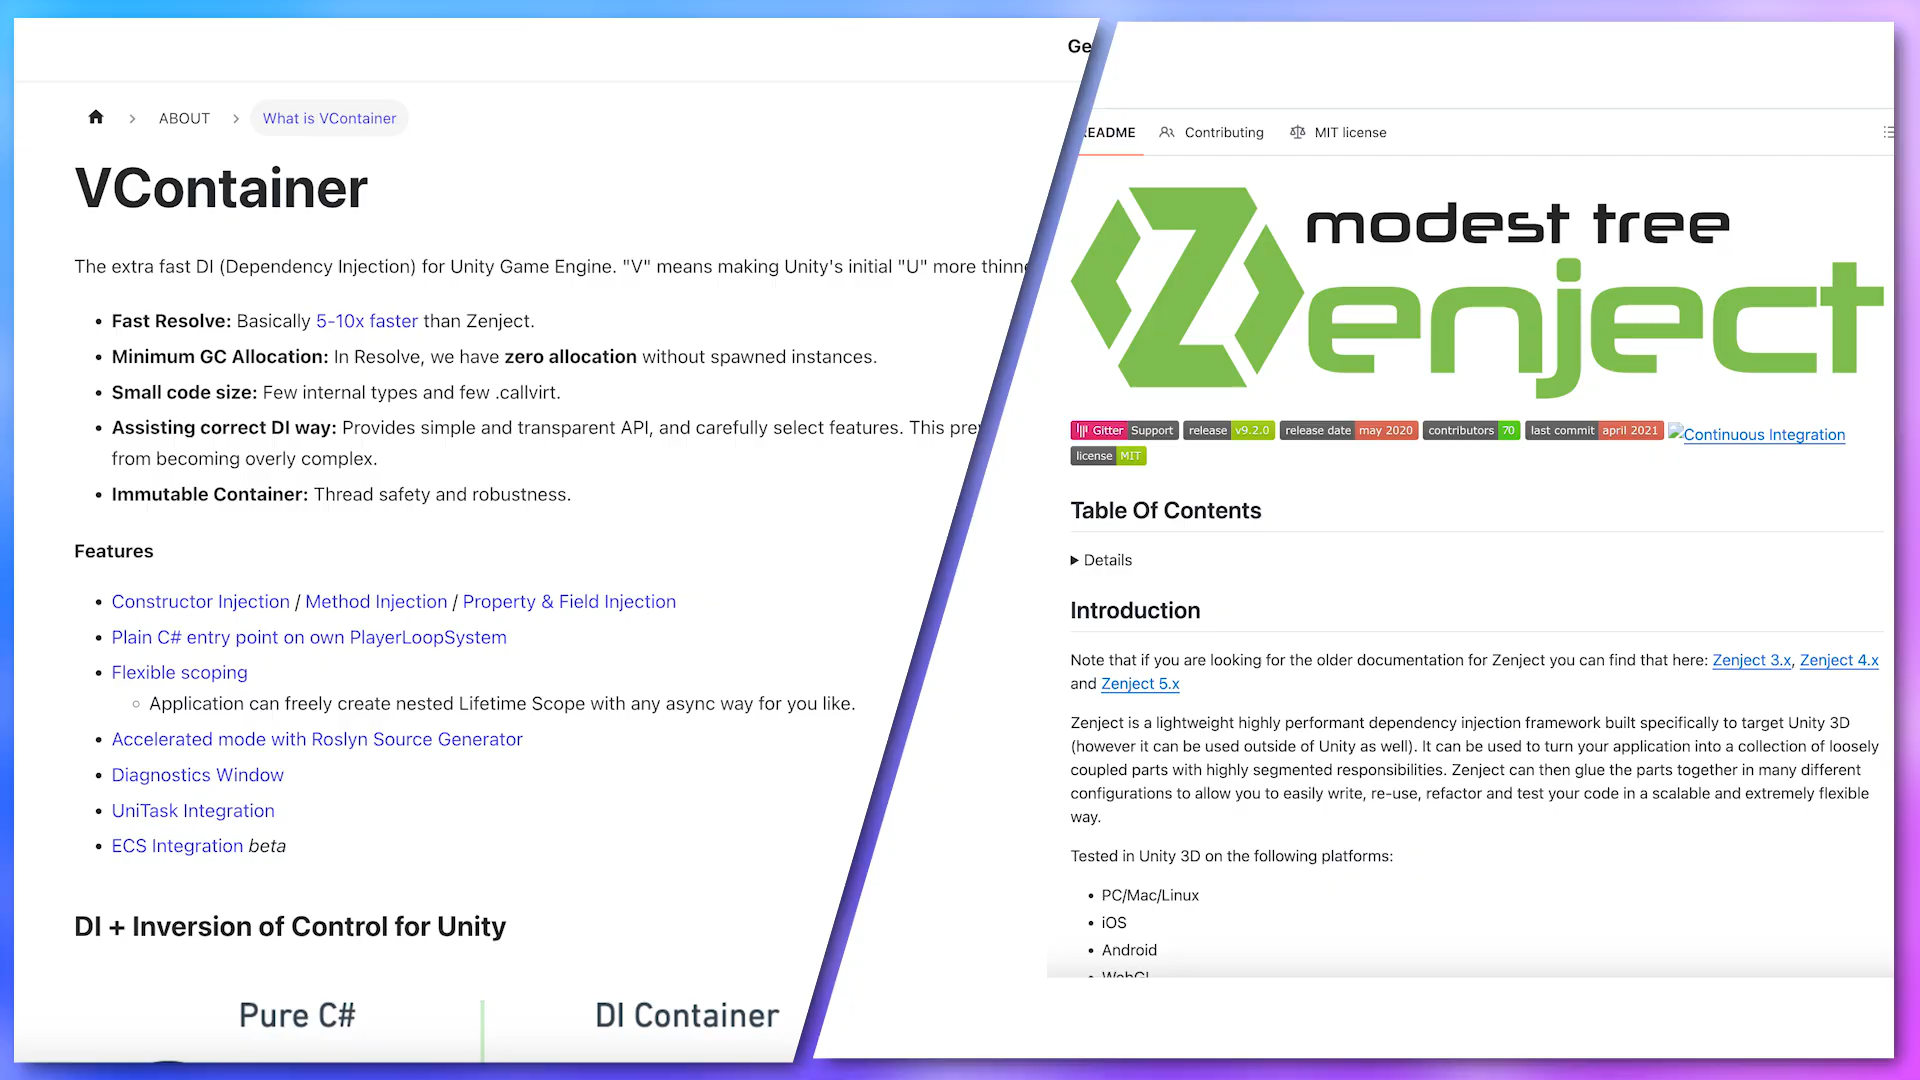 ABOUT
What is VContainer
VContainer
The extra fast DI (Dependency Injection) for Unity Game Engine. "V" means making Unity's initial "U" more
Fast Resolve: Basically 5-10x faster than Zenject.
Minimum GC Allocation: In Resolve, we have zero allocation without spawned instances.
Small code size: Few internal types and few .callvirt.
Assisting correct DI way: Provides simple and transparent API, and carefully select features. This
from becoming overly complex.
Immutable Container: Thread safety and robustness.
Features
Constructor Injection / Method Injection / Property & Field Injection
Plain C# entry point on own PlayerLoopSystem
Flexible scoping
Application can freely create nested Lifetime Scope with any async way for you like.
Accelerated mode with Roslyn Source Generator
Diagnostics Window
UniTask Integration
ECS Integration beta
DI + Inversion of Control for Unity
Pure C#
DI Container
Contributing
MIT license
modest tree
Zenject
Gitter Support release v9.2.0 release date may 2020 contributors 70 last commit april 2021 Continuous Integration
license MIT
Table Of Contents
Details
Introduction
Note that if you are looking for the older documentation for Zenject you can find that here: Zenject 3.x, Zenject 4.x
and Zenject 5.x
Zenject is a lightweight highly performant dependency injection framework built specifically to target Unity 3D
(however it can be used outside of Unity as well). It can be used to turn your application into a collection of loosely
coupled parts with highly segmented responsibilities. Zenject can then glue the parts together in many different
configurations to allow you to easily write, re-use, refactor and test your code in a scalable and extremely flexible
way.
Tested in Unity 3D on the following platforms:
PC/Mac/Linux
iOS
Android